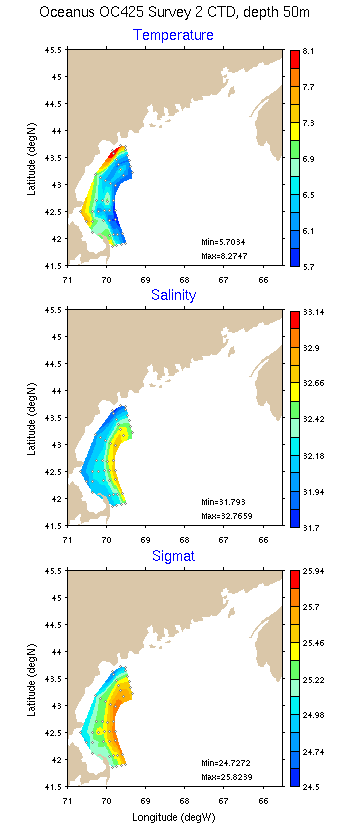 Oceanus OC425 Survey 2 CTD, depth 50m
Temperature
45.5
45
44.5
44
43.5
43
42.5
42
41.5
Latitude (degN)
71 70 69 68 67 66
Min=5.7034
Max=8.2747
8.1
7.7
7.3
6.9
6.5
6.1
5.7
Salinity
45.5
45
44.5
44
43.5
43
42.5
42
41.5
Latitude (degN)
71 70 69 68 67 66
Min=31.793
Max=32.7659
33.14
32.9
32.66
32.42
32.18
31.94
31.7
Sigmat
45.5
45
44.5
44
43.5
43
42.5
42
41.5
Latitude (degN)
71 70 69 68 67 66
Min=24.7272
Max=25.8239
25.94
25.7
25.46
25.22
24.98
24.74
24.5
Longitude (degW)